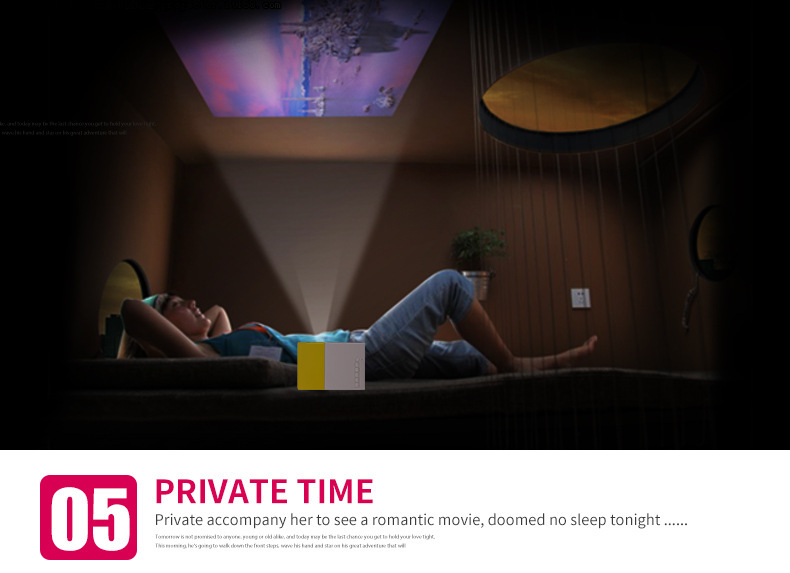 05
PRIVATE TIME
Private accompany her to see a romantic movie, doomed no sleep tonight ......
Tomorrow is not promised to anyone, young or old alike, and today may be the last chance you get to hold your love tight,
This morning, he's going to walk down the front steps, wave his hand and star on his great adventure that will